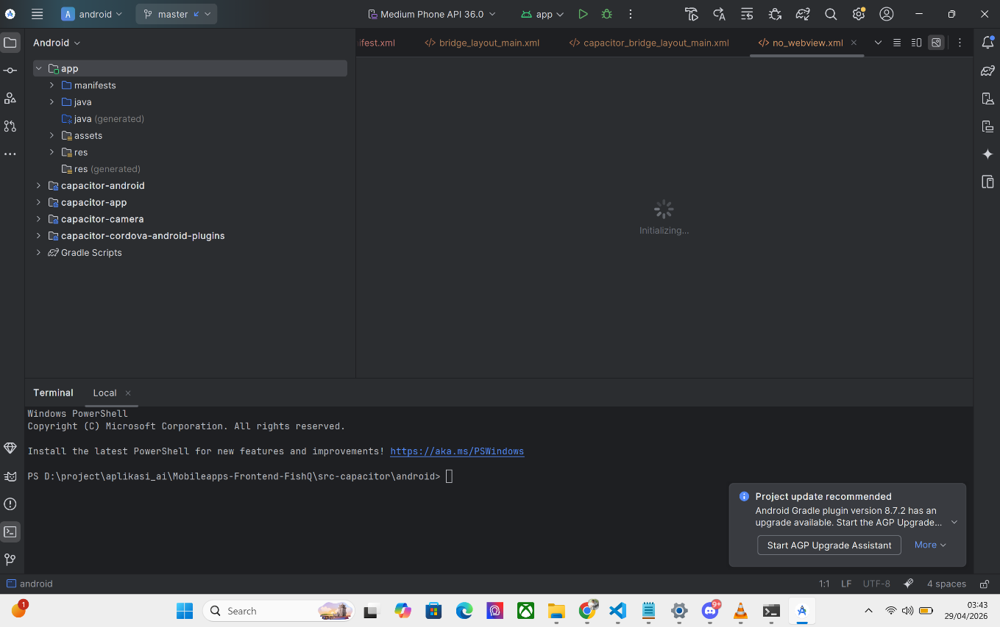 A android master Medium Phone API 36.0 app
Android
ifest.xml bridge_layout_main.xml capacitor_bridge_layout_main.xml no_webview.xml
app
manifests
java
java (generated)
assets
res
res (generated)
capacitor-android
capacitor-app
capacitor-camera
capacitor-cordova-android-plugins
Gradle Scripts
Initializing...
Terminal Local
Windows PowerShell
Copyright (C) Microsoft Corporation. All rights reserved.
Install the latest PowerShell for new features and improvements! https://aka.ms/PSWindows
PS D:\project\aplikasi_ai\Mobileapps-Frontend-FishQ\src-capacitor\android>
Project update recommended
Android Gradle plugin version 8.7.2 has an
upgrade available. Start the AGP Upgrade...
Start AGP Upgrade Assistant More
android 1:1 LF UTF-8 4 spaces
1 Search 9+ 03:43
29/04/2026